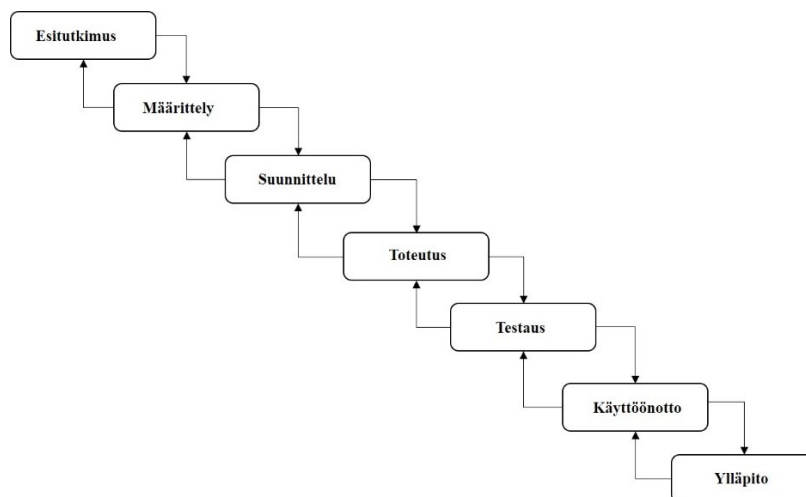 Esitutkimus
Määrittely
Suunnittelu
Toteutus
Testaus
Käyttöönotto
Ylläpito